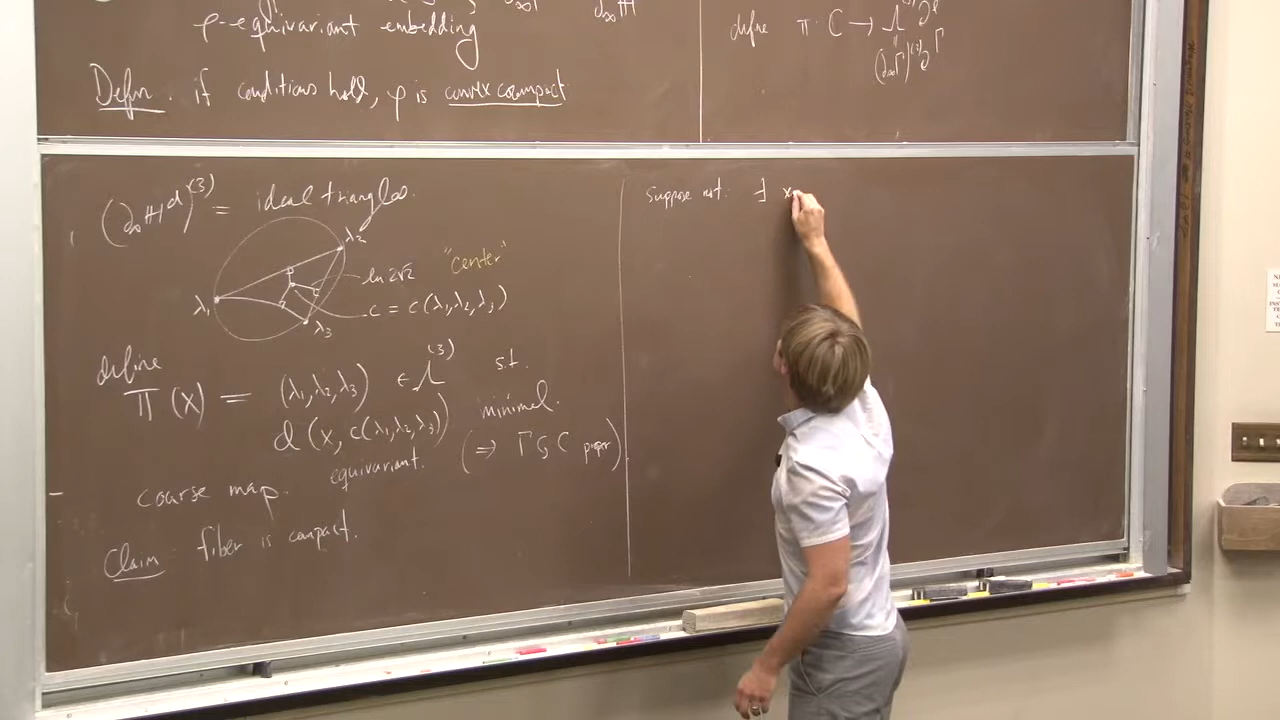 ρ-equivariant embedding
Defn. if conditions hold, ρ is convex cocompact
define π : C → Λ
(∂∞Γ)⁽³⁾ ↶ Γ
(∂∞ℍᵈ)⁽³⁾ = ideal triangles.
λ₂
ln 2√2 "center"
λ₁
c = c(λ₁,λ₂,λ₃)
λ₃
define
π(x) = (λ₁,λ₂,λ₃) ∈ Λ⁽³⁾ s.t.
d(x, c(λ₁,λ₂,λ₃)) minimal.
coarse map. equivariant. (⇒ Γ ↷ C proper)
Claim: fiber is compact.
Suppose not: ∃ x